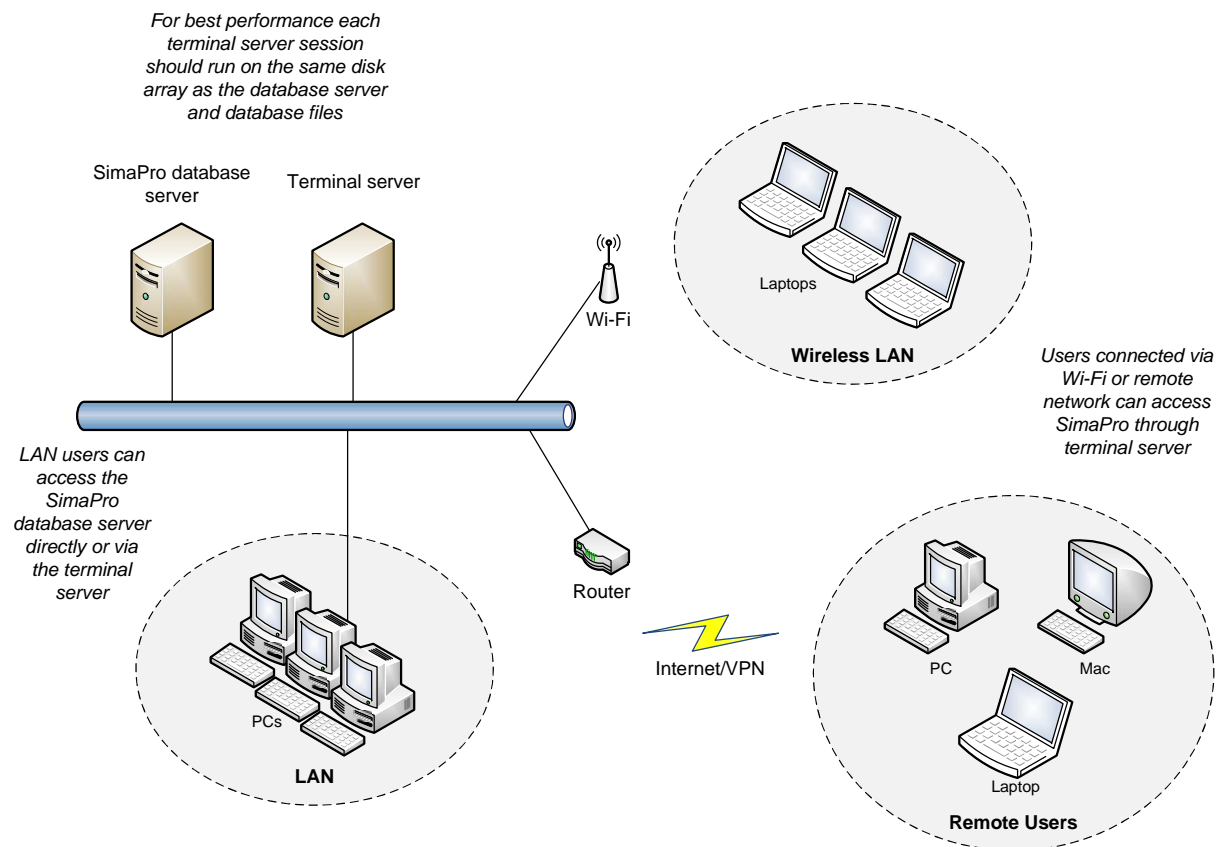 For best performance each
terminal server session
should run on the same disk
array as the database server
and database files
SimaPro database
server
Terminal server
Wi-Fi
Laptops
Wireless LAN
Users connected via
Wi-Fi or remote
network can access
SimaPro through
terminal server
LAN users can
access the
SimaPro
database server
directly or via
the terminal
server
Router
PCs
LAN
Internet/VPN
PC
Mac
Laptop
Remote Users